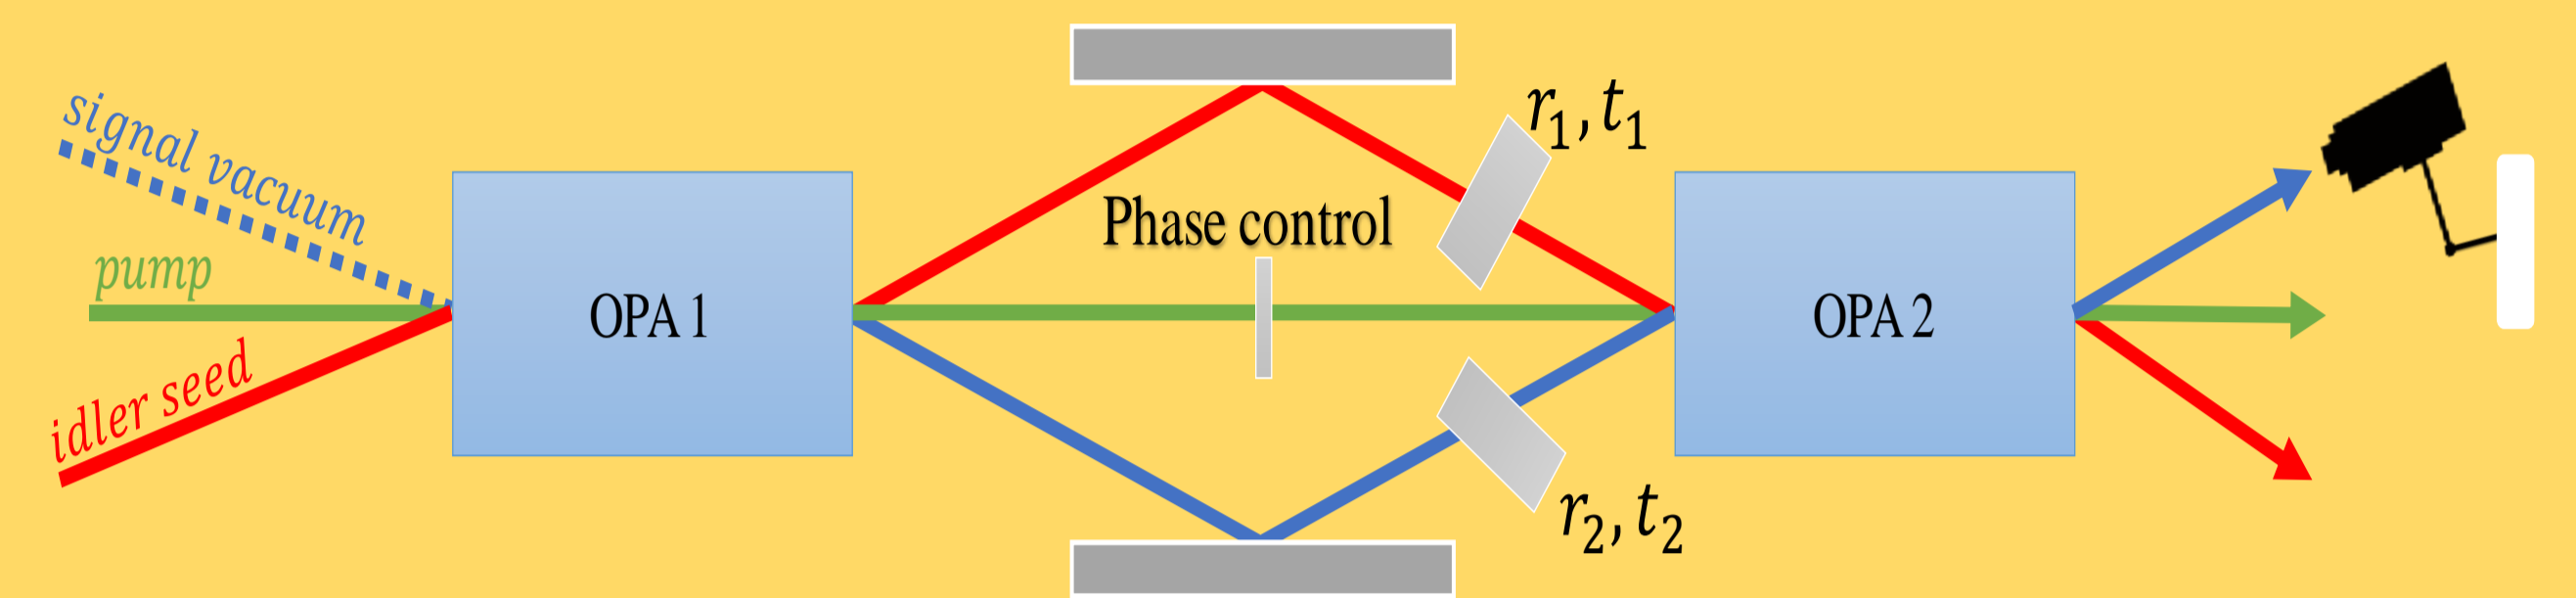 signal vacuum
pump
idler seed
OPA 1
Phase control
r₁, t₁
r₂, t₂
OPA 2